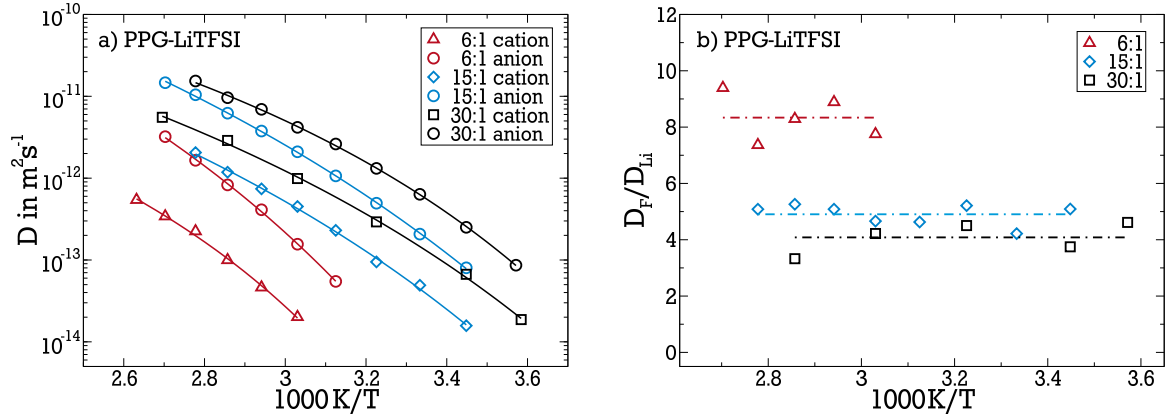 a) PPG-LiTFSI
6:1 cation
6:1 anion
15:1 cation
15:1 anion
30:1 cation
30:1 anion
D in m²s⁻¹
10⁻¹⁰
10⁻¹¹
10⁻¹²
10⁻¹³
10⁻¹⁴
2.6 2.8 3 3.2 3.4 3.6
1000 K/T
b) PPG-LiTFSI
6:1
15:1
30:1
D_F/D_Li
12
10
8
6
4
2
0
2.8 3 3.2 3.4 3.6
1000 K/T